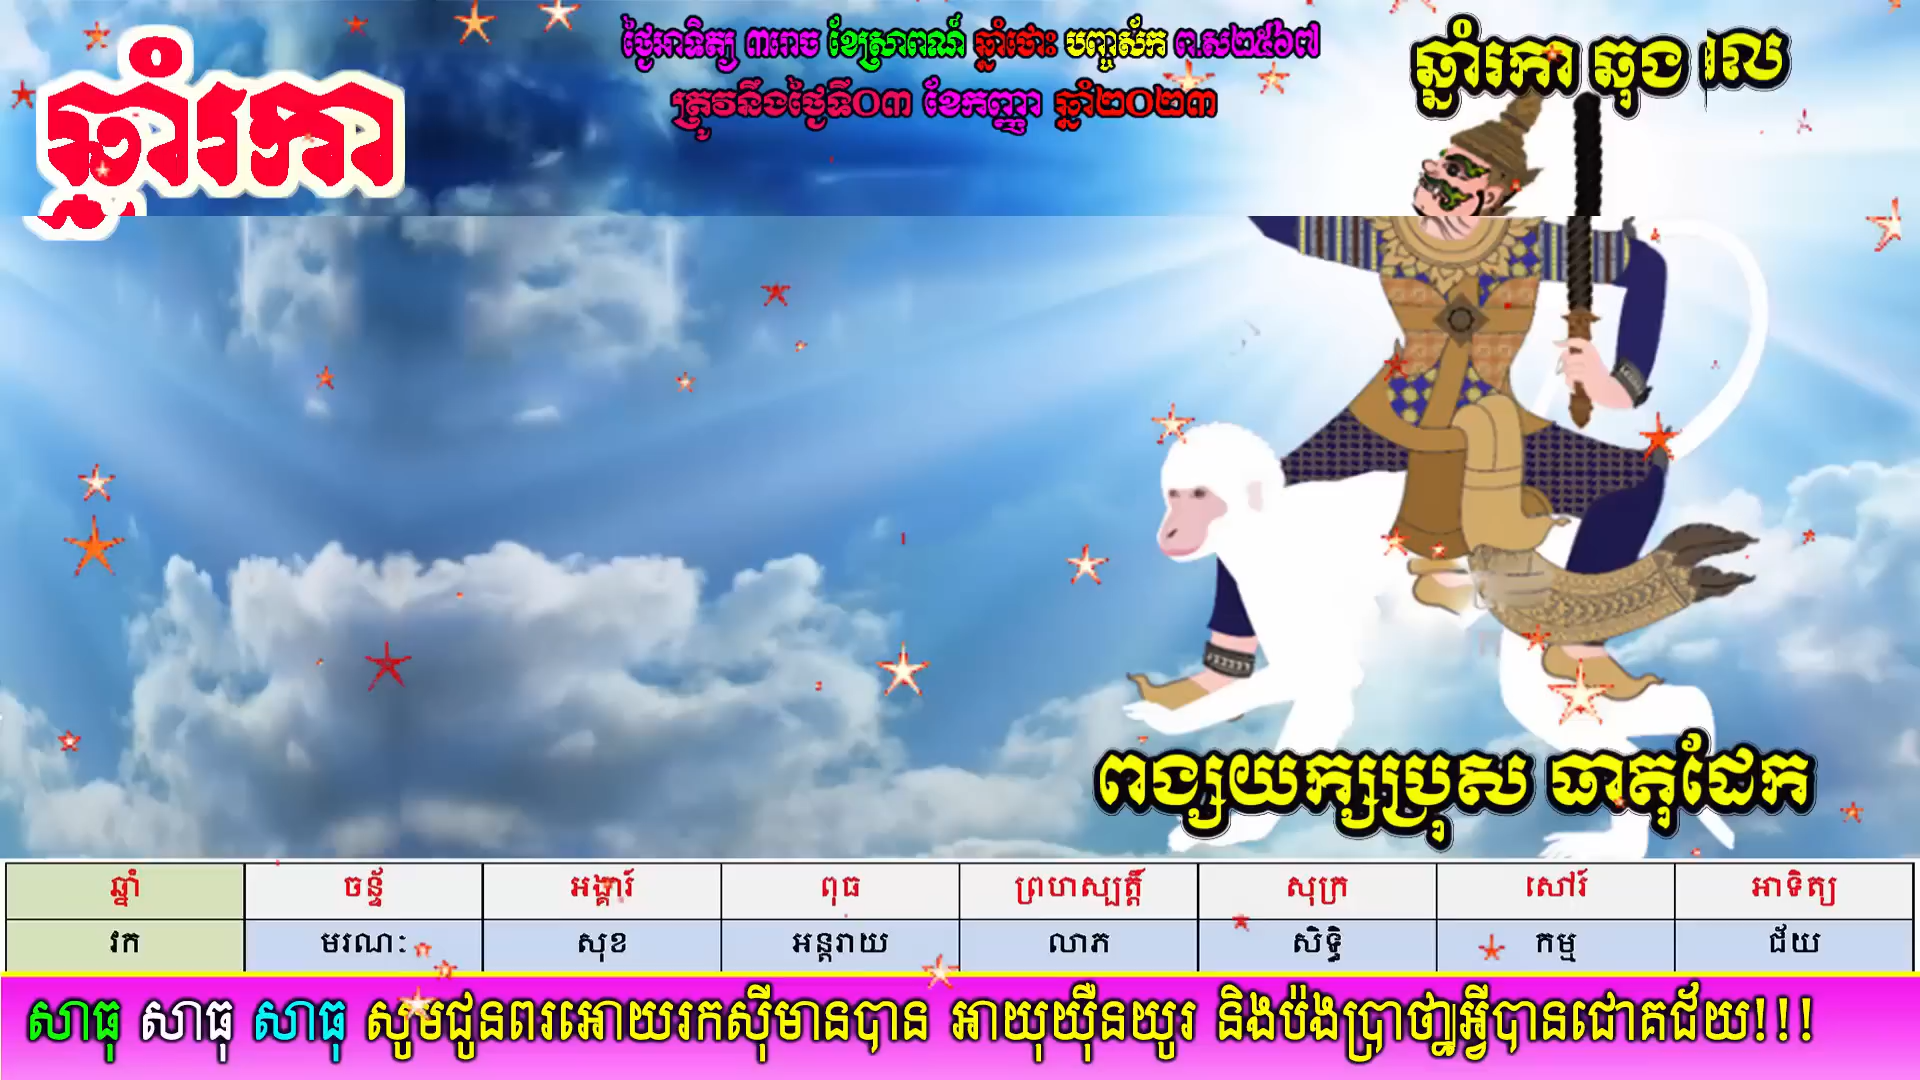 ថ្ងៃអាទិត្យ ៣រោច ខែស្រាពណ៍ ឆ្នាំថោះ បញ្ចស័ក ព.ស២៥៦៧
ត្រូវនឹងថ្ងៃទី០៣ ខែកញ្ញា ឆ្នាំ២០២៣
ឆ្នាំរកា
ឆ្នាំរកា ឆុង
ពង្សយក្សប្រុស ធាតុដែក
ឆ្នាំ ចន្ទ័ អង្គារ៍ ពុធ ព្រហស្បត្តិ៍ សុក្រ សៅរ៍ អាទិត្យ
វក មរណៈ សុខ អន្តរាយ លាភ សិទ្ធិ កម្ម ជ័យ
សាធុ សាធុ សាធុ សូមជូនពរអោយរកស៊ីមានបាន អាយុយ៉ឺនយូរ និងប៉ងប្រាថ្នាអ្វីបានជោគជ័យ!!!